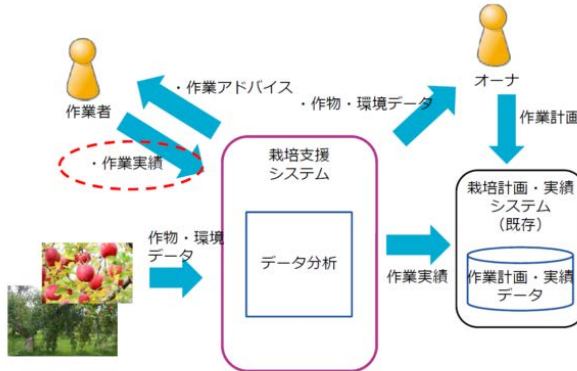 ・作業アドバイス
作業者
・作物・環境データ
オーナ
・作業実績
作業計画
栽培支援
システム
栽培計画・実績
システム
(既存)
作物・環境
データ
データ分析
作業実績
作業計画・実績
データ